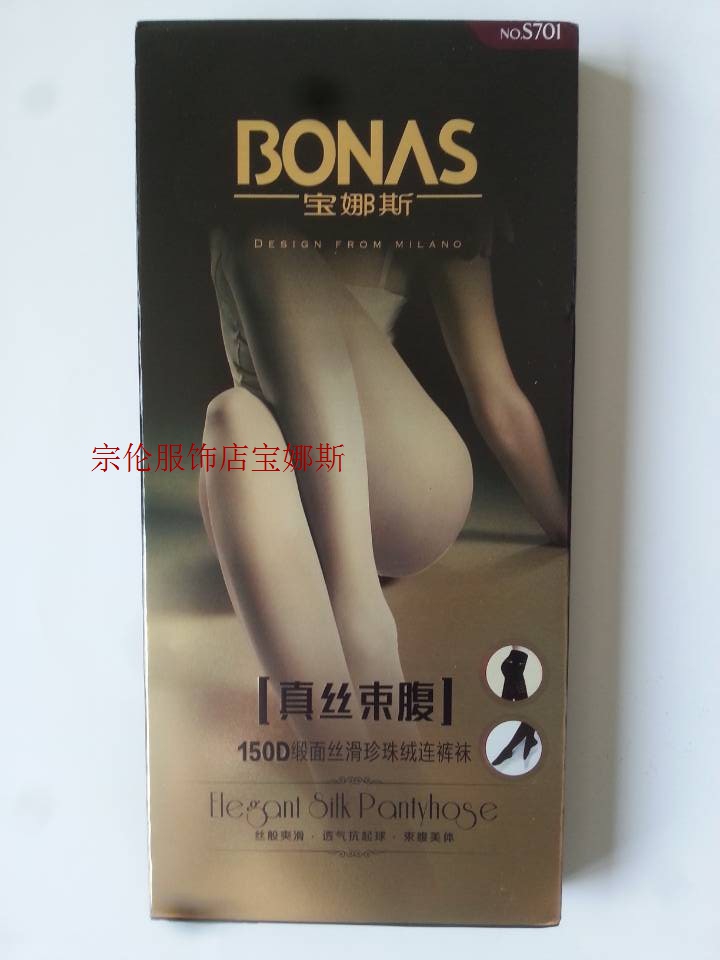 NO.S701
BONAS
宝娜斯
DESIGN FROM MILANO
宗伦服饰店宝娜斯
[真丝束腹]
150D缎面丝滑珍珠绒连裤袜
Elegant Silk Pantyhose
丝般爽滑·透气抗起球·束腹美体